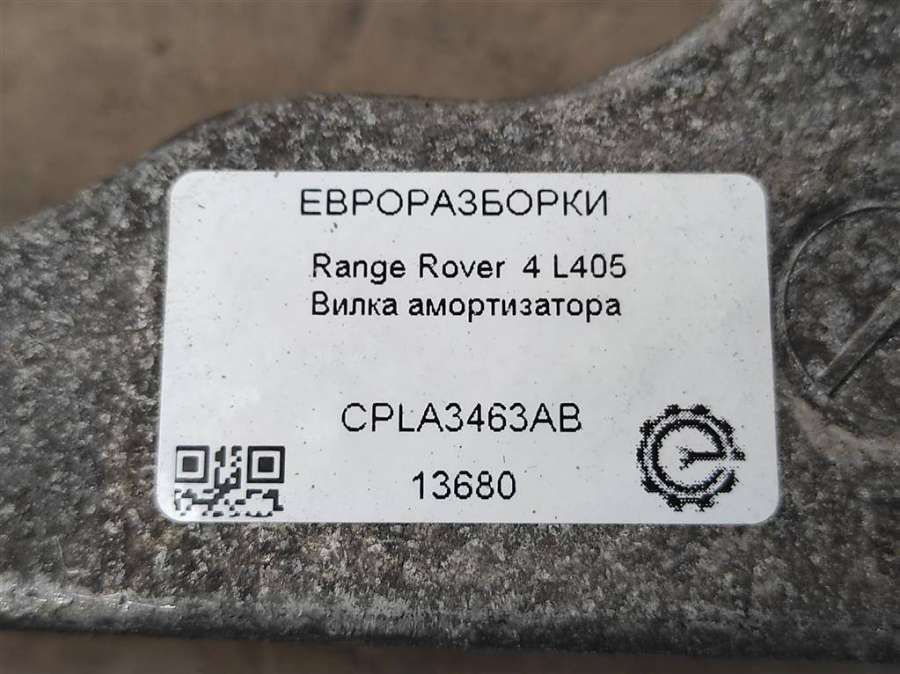 ЕВРОРАЗБОРКИ
Range Rover 4 L405
Вилка амортизатора
CPLA3463AB
13680